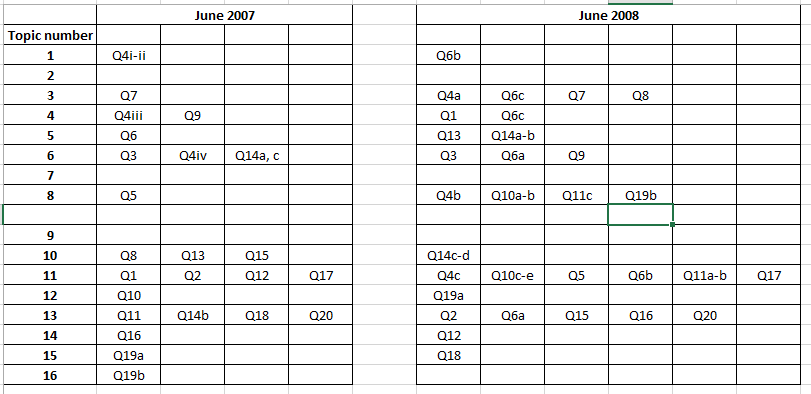 June 2007 June 2008
Topic number
1 Q4i-ii Q6b
2
3 Q7 Q4a Q6c Q7 Q8
4 Q4iii Q9 Q1 Q6c
5 Q6 Q13 Q14a-b
6 Q3 Q4iv Q14a, c Q3 Q6a Q9
7
8 Q5 Q4b Q10a-b Q11c Q19b
9
10 Q8 Q13 Q15 Q14c-d
11 Q1 Q2 Q12 Q17 Q4c Q10c-e Q5 Q6b Q11a-b Q17
12 Q10 Q19a
13 Q11 Q14b Q18 Q20 Q2 Q6a Q15 Q16 Q20
14 Q16 Q12
15 Q19a Q18
16 Q19b